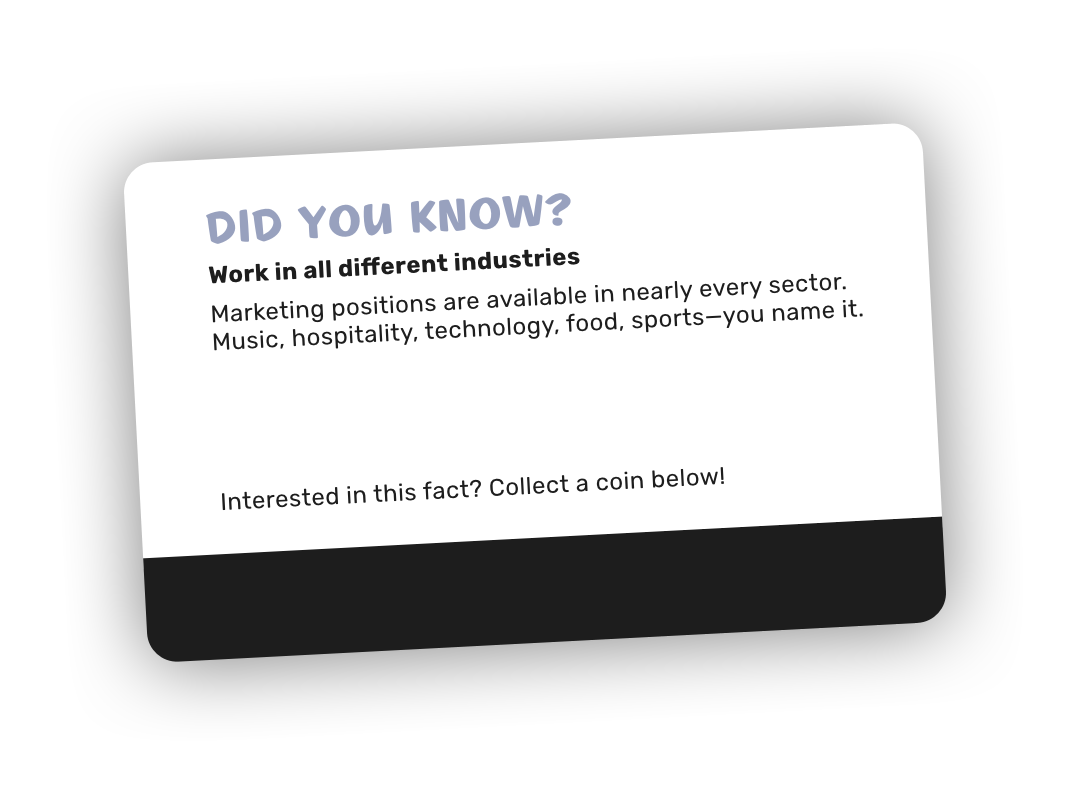 DID YOU KNOW?
Work in all different industries
Marketing positions are available in nearly every sector.
Music, hospitality, technology, food, sports—you name it.
Interested in this fact? Collect a coin below!